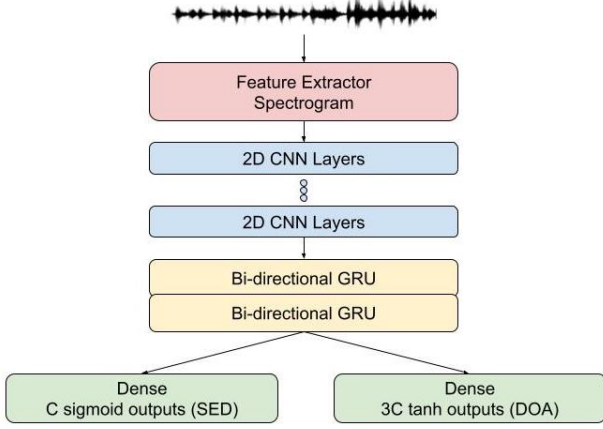 Feature Extractor
Spectrogram
2D CNN Layers
2D CNN Layers
Bi-directional GRU
Bi-directional GRU
Dense
C sigmoid outputs (SED)
Dense
3C tanh outputs (DOA)